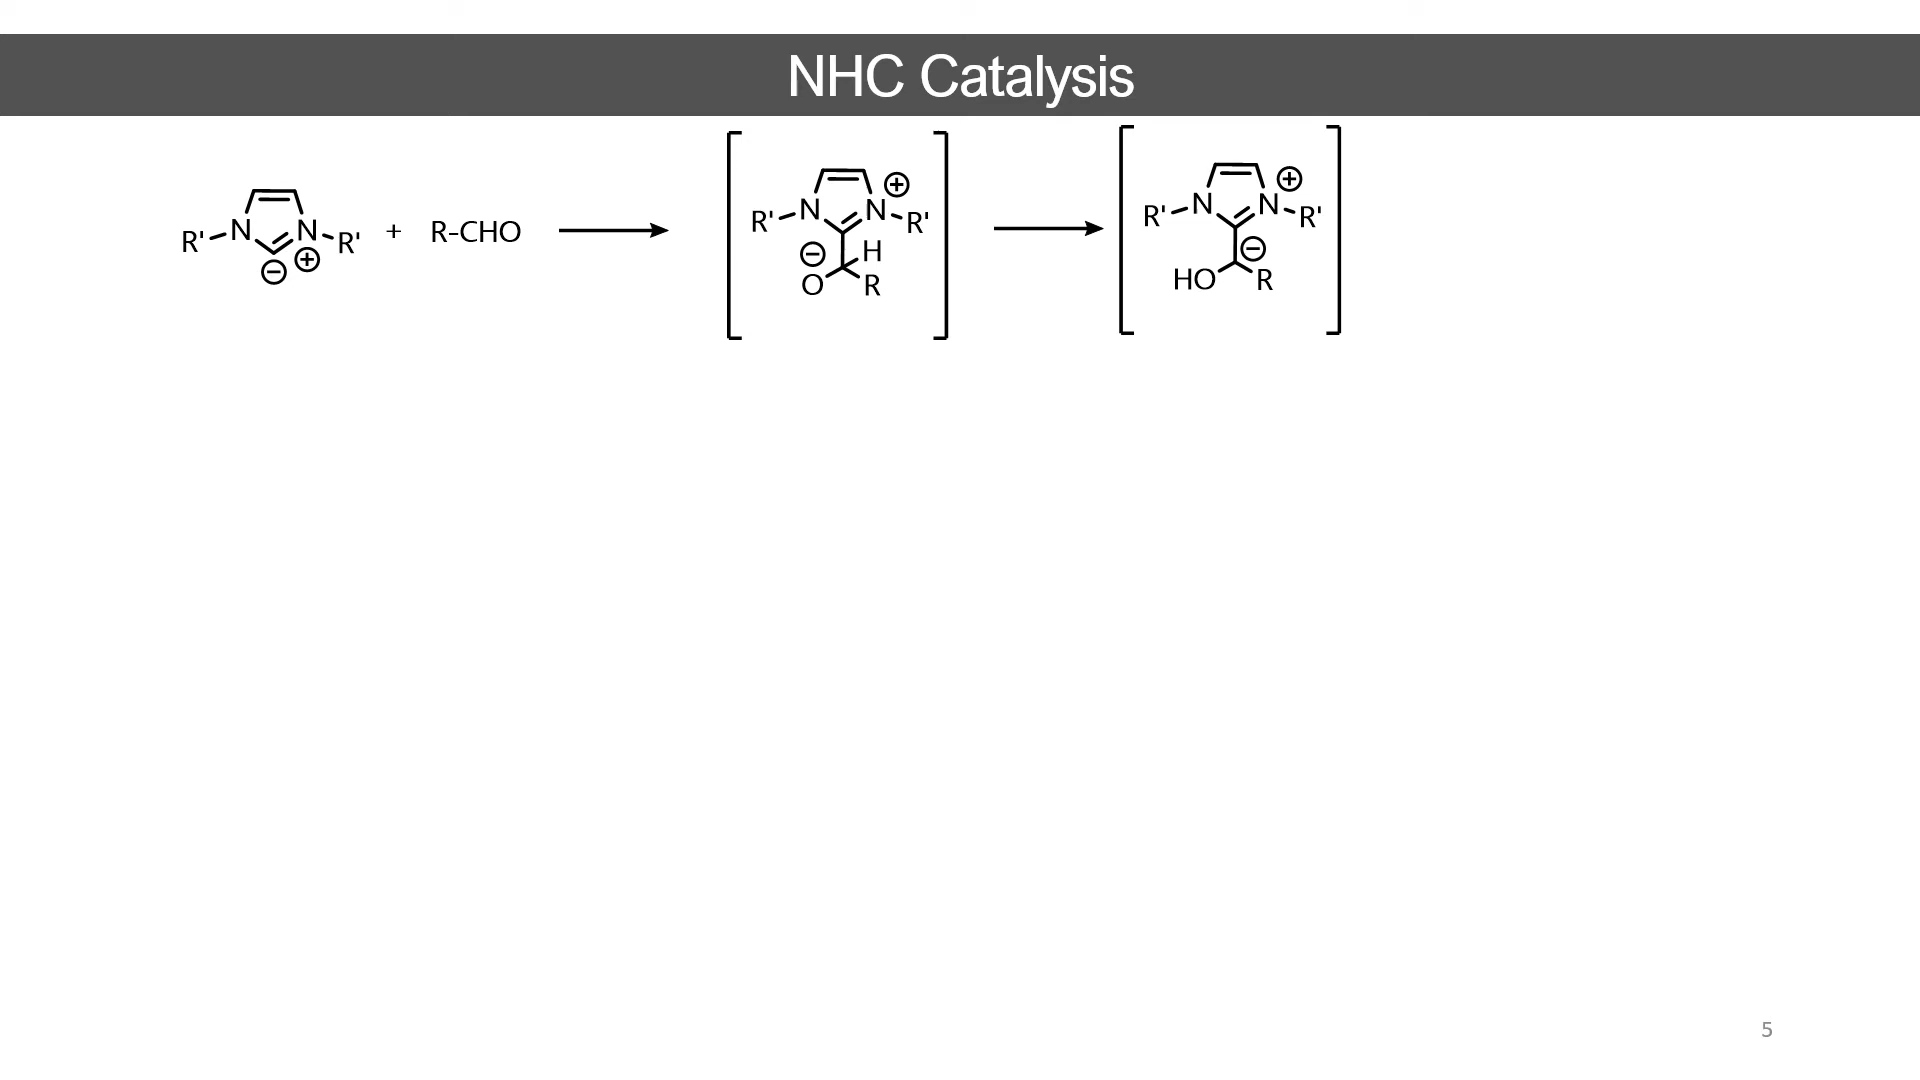 NHC Catalysis
R' N N R' ⊖ ⊕ + R-CHO
R' N N ⊕ R' ⊖ H O R
R' N N ⊕ R' ⊖ HO R
5